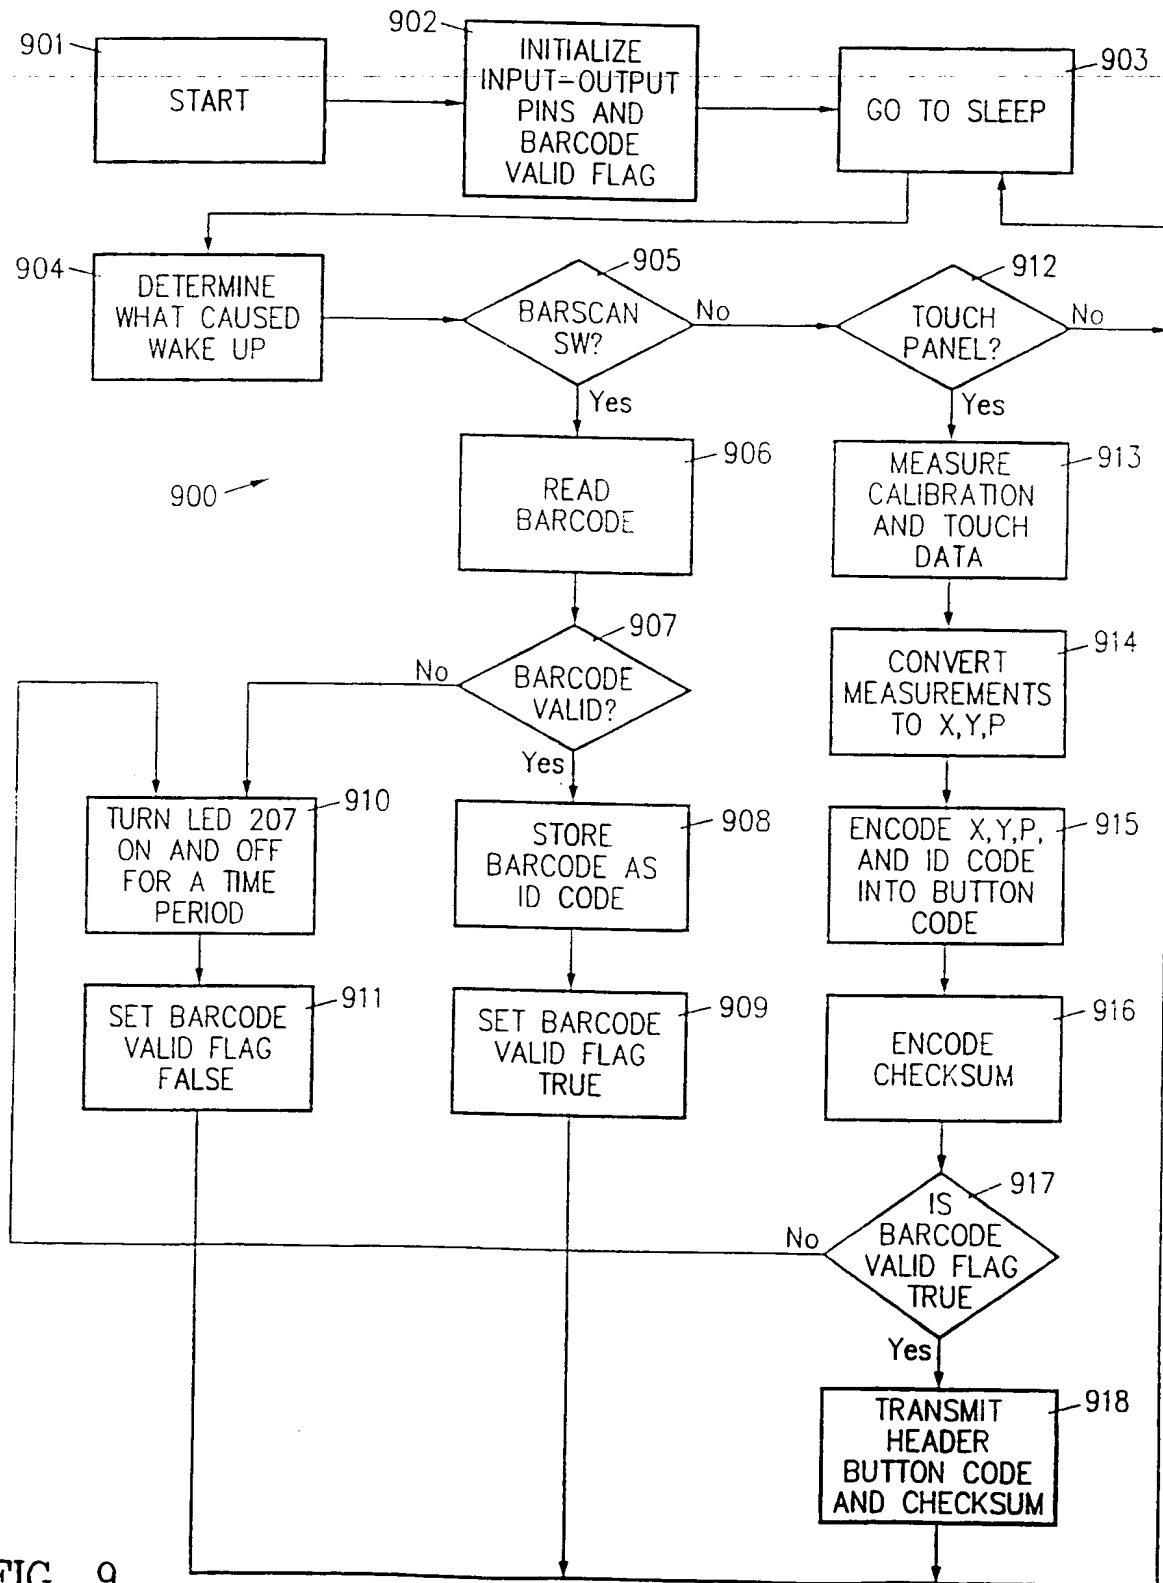 901
START
902
INITIALIZE
INPUT-OUTPUT
PINS AND
BARCODE
VALID FLAG
903
GO TO SLEEP
904
DETERMINE
WHAT CAUSED
WAKE UP
905
BARSCAN
SW?
No
Yes
912
TOUCH
PANEL?
No
Yes
900
906
READ
BARCODE
913
MEASURE
CALIBRATION
AND TOUCH
DATA
907
BARCODE
VALID?
No
Yes
914
CONVERT
MEASUREMENTS
TO X,Y,P
910
TURN LED 207
ON AND OFF
FOR A TIME
PERIOD
908
STORE
BARCODE AS
ID CODE
915
ENCODE X,Y,P,
AND ID CODE
INTO BUTTON
CODE
911
SET BARCODE
VALID FLAG
FALSE
909
SET BARCODE
VALID FLAG
TRUE
916
ENCODE
CHECKSUM
917
IS
BARCODE
VALID FLAG
TRUE
No
Yes
918
TRANSMIT
HEADER
BUTTON CODE
AND CHECKSUM
FIG. 9